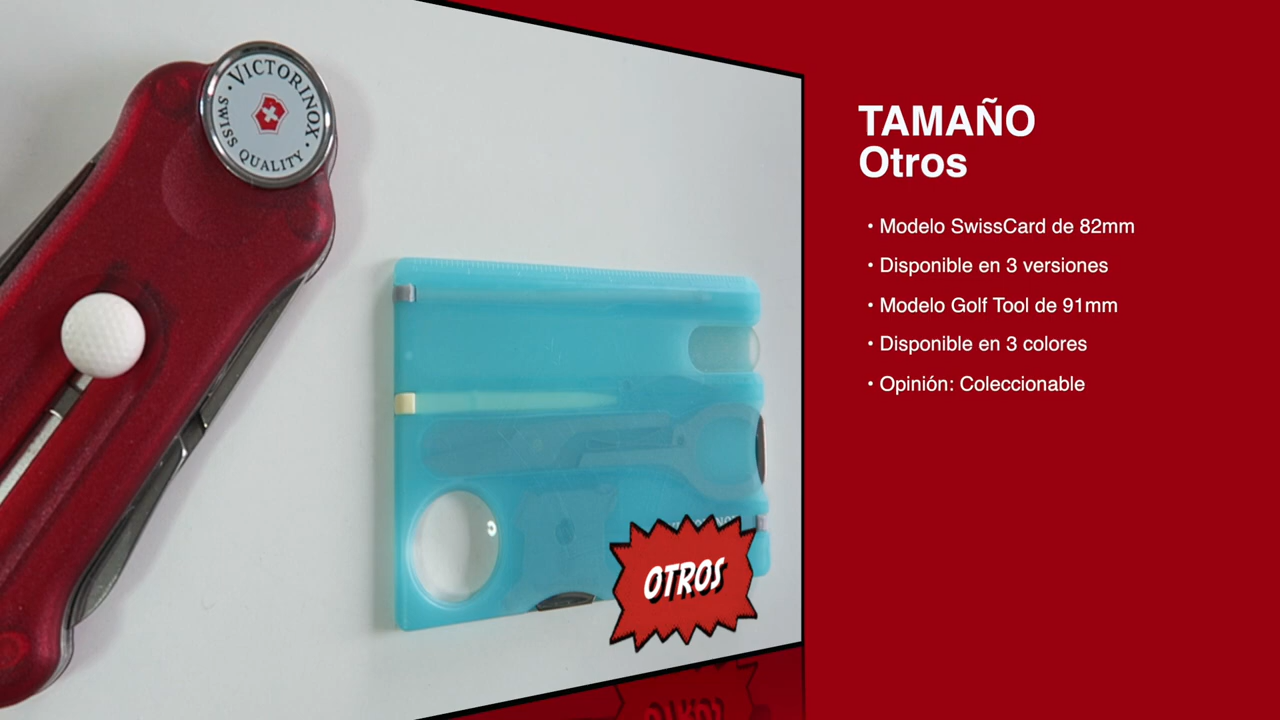 VICTORINOX
SWISS QUALITY
TAMAÑO
Otros
• Modelo SwissCard de 82mm
• Disponible en 3 versiones
• Modelo Golf Tool de 91mm
• Disponible en 3 colores
• Opinión: Coleccionable
OTROS